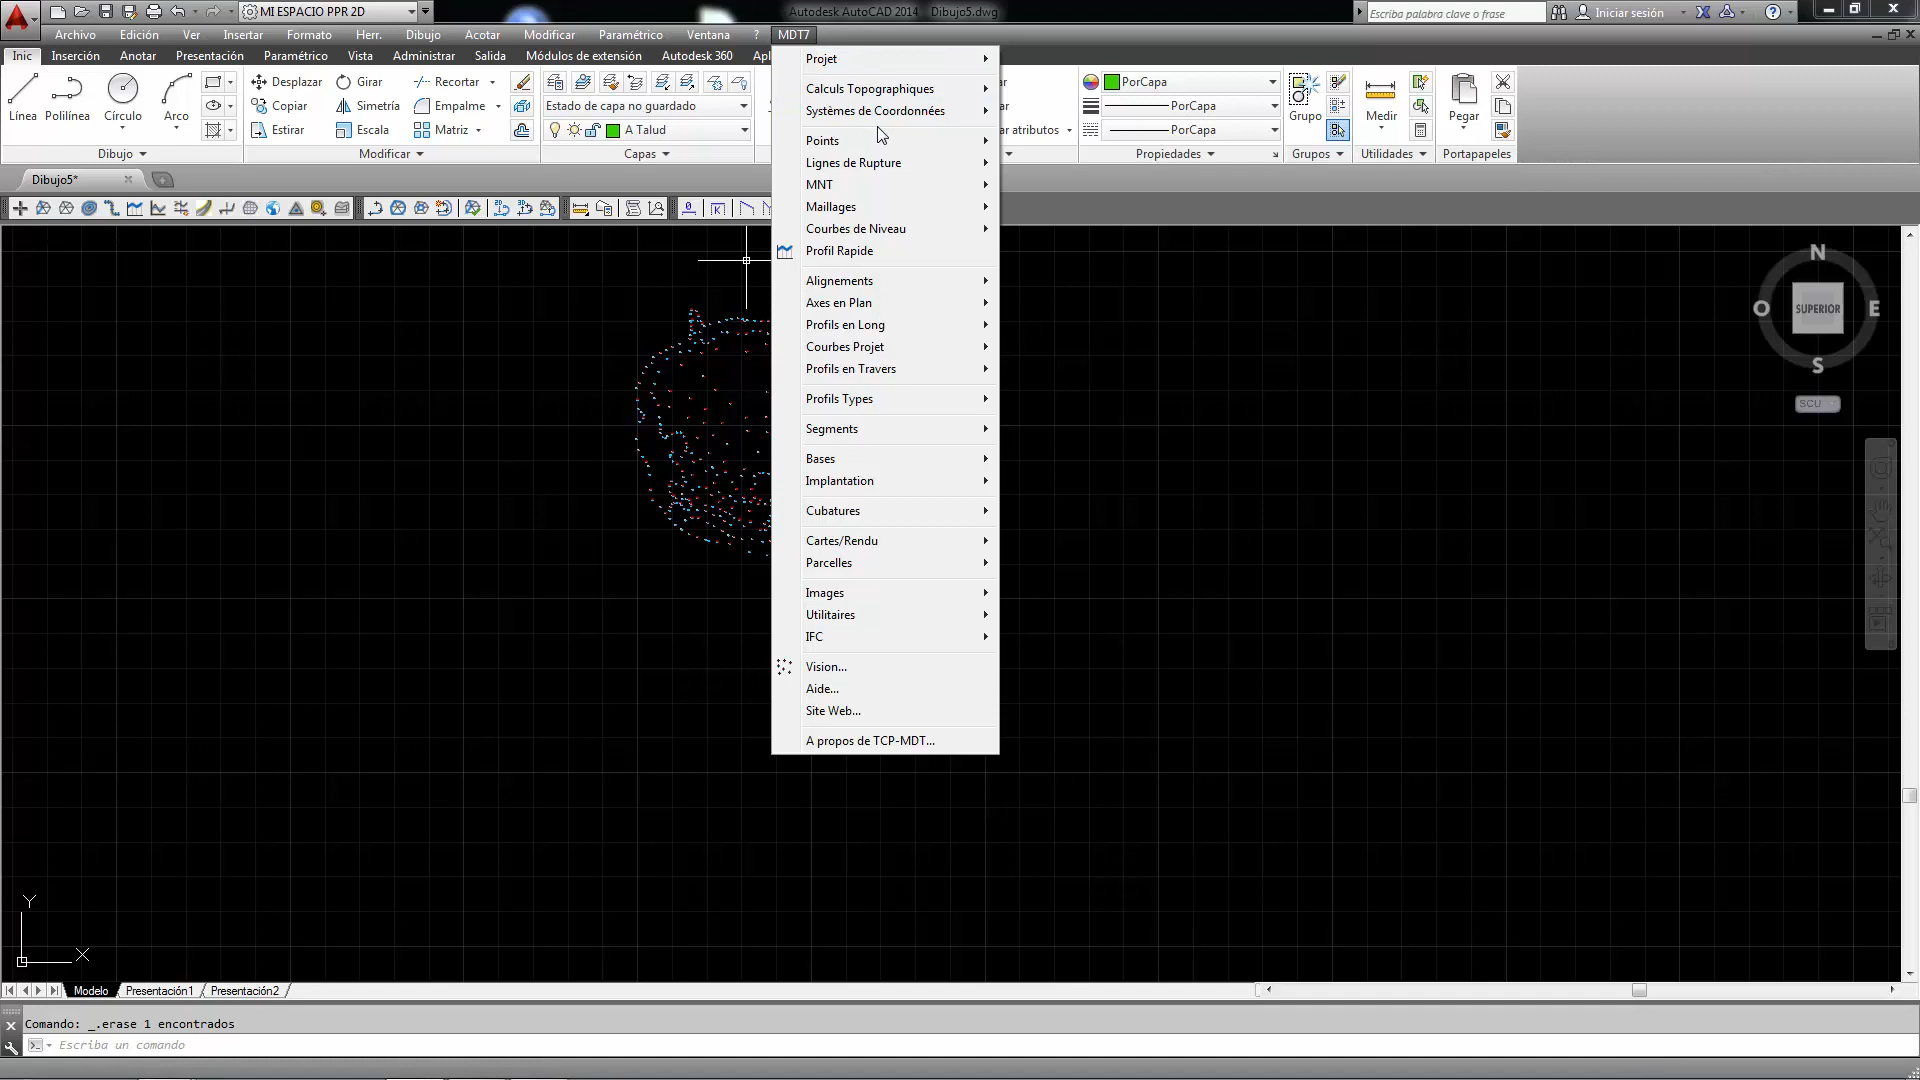 MI ESPACIO PPR 2D
Autodesk AutoCAD 2014 Dibujo5.dwg
Escriba palabra clave o frase
Iniciar sesión
Archivo Edición Ver Insertar Formato Herr. Dibujo Acotar Modificar Paramétrico Ventana ? MDT7
Inic Inserción Anotar Presentación Paramétrico Vista Administrar Salida Módulos de extensión Autodesk 360 Apl
Línea Polilínea Círculo Arco
Desplazar Girar Recortar
Copiar Simetría Empalme
Estirar Escala Matriz
Estado de capa no guardado
A Talud
ar
ar atributos
PorCapa
PorCapa
PorCapa
Grupo Medir Pegar
Dibujo Modificar Capas Propiedades Grupos Utilidades Portapapeles
Dibujo5*
Projet
Calculs Topographiques
Systèmes de Coordonnées
Points
Lignes de Rupture
MNT
Maillages
Courbes de Niveau
Profil Rapide
Alignements
Axes en Plan
Profils en Long
Courbes Projet
Profils en Travers
Profils Types
Segments
Bases
Implantation
Cubatures
Cartes/Rendu
Parcelles
Images
Utilitaires
IFC
Vision...
Aide...
Site Web...
A propos de TCP-MDT...
N
O SUPERIOR E
S
SCU
Y
X
Modelo Presentación1 Presentación2
Comando: _.erase 1 encontrados
Escriba un comando